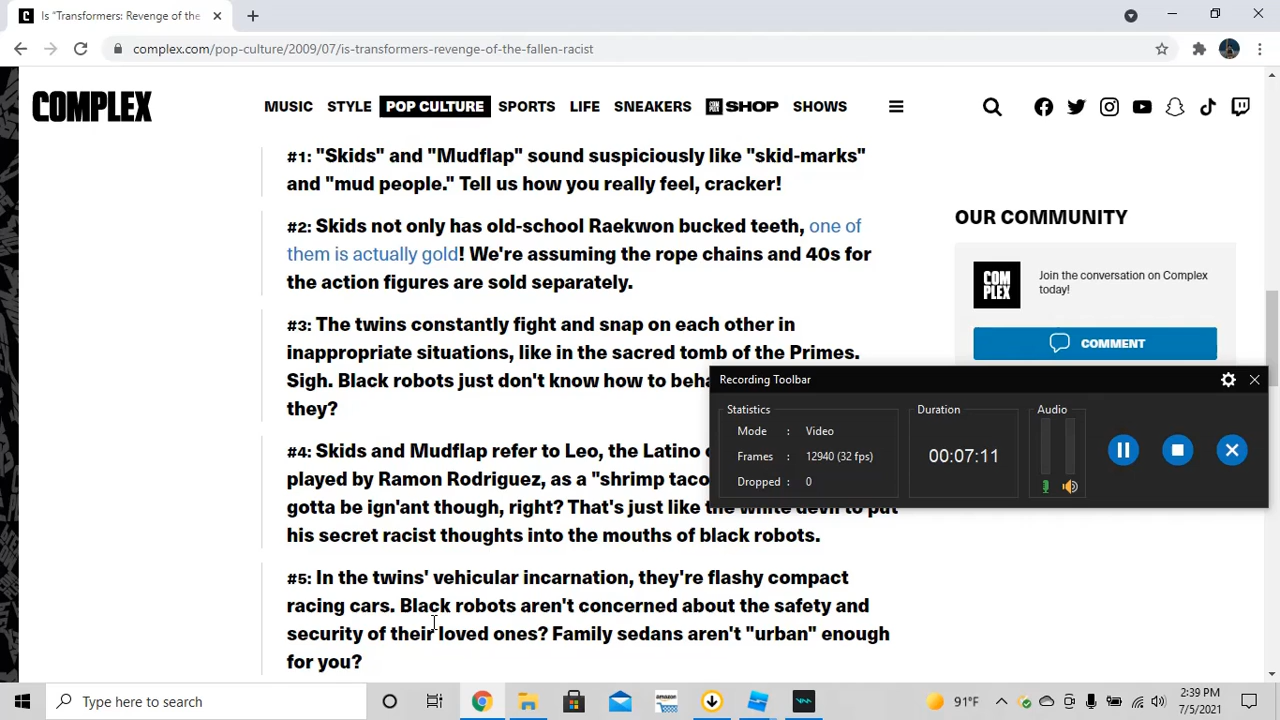 Is "Transformers: Revenge of the
complex.com/pop-culture/2009/07/is-transformers-revenge-of-the-fallen-racist
COMPLEX
MUSIC STYLE POP CULTURE SPORTS LIFE SNEAKERS COMPLEX SHOP SHOWS
#1: "Skids" and "Mudflap" sound suspiciously like "skid-marks"
and "mud people." Tell us how you really feel, cracker!
#2: Skids not only has old-school Raekwon bucked teeth, one of
them is actually gold! We're assuming the rope chains and 40s for
the action figures are sold separately.
#3: The twins constantly fight and snap on each other in
inappropriate situations, like in the sacred tomb of the Primes.
Sigh. Black robots just don't know how to beha
they?
#4: Skids and Mudflap refer to Leo, the Latino
played by Ramon Rodriguez, as a "shrimp taco
gotta be ign'ant though, right? That's just like the white devil to put
his secret racist thoughts into the mouths of black robots.
#5: In the twins' vehicular incarnation, they're flashy compact
racing cars. Black robots aren't concerned about the safety and
security of their loved ones? Family sedans aren't "urban" enough
for you?
OUR COMMUNITY
COM
PLEX
Join the conversation on Complex
today!
COMMENT
Recording Toolbar
Statistics
Mode : Video
Frames : 12940 (32 fps)
Dropped : 0
Duration
00:07:11
Audio
Type here to search
91°F
2:39 PM
7/5/2021